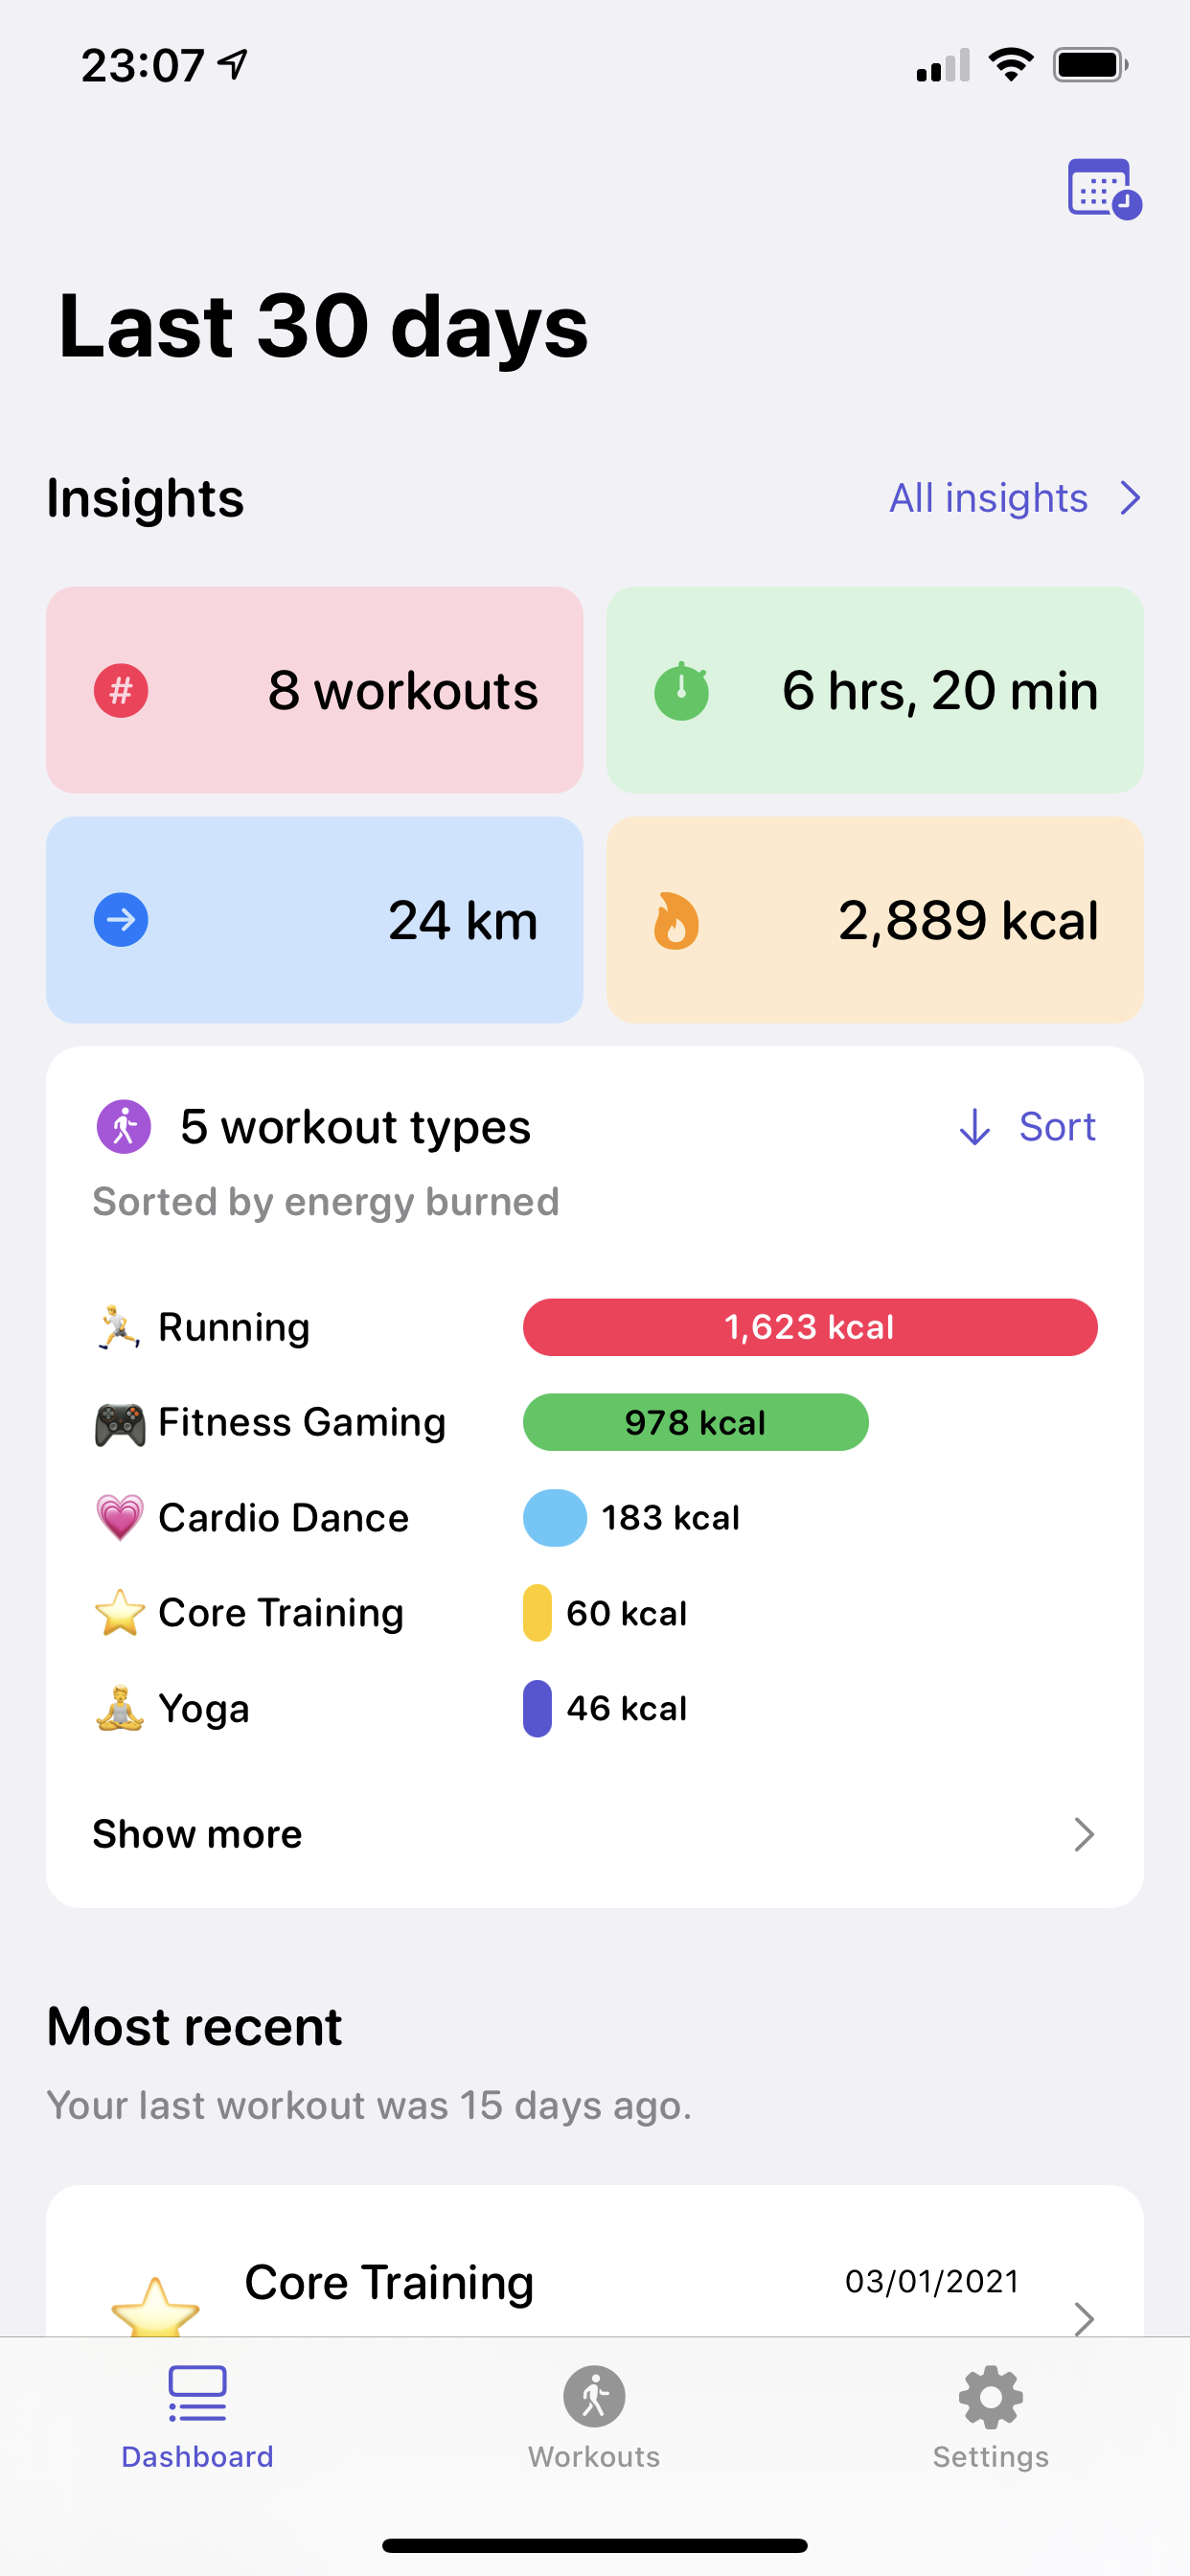 23:07
Last 30 days
Insights
All insights
# 8 workouts
6 hrs, 20 min
24 km
2,889 kcal
5 workout types
Sort
Sorted by energy burned
Running 1,623 kcal
Fitness Gaming 978 kcal
Cardio Dance 183 kcal
Core Training 60 kcal
Yoga 46 kcal
Show more
Most recent
Your last workout was 15 days ago.
Core Training 03/01/2021
Dashboard Workouts Settings